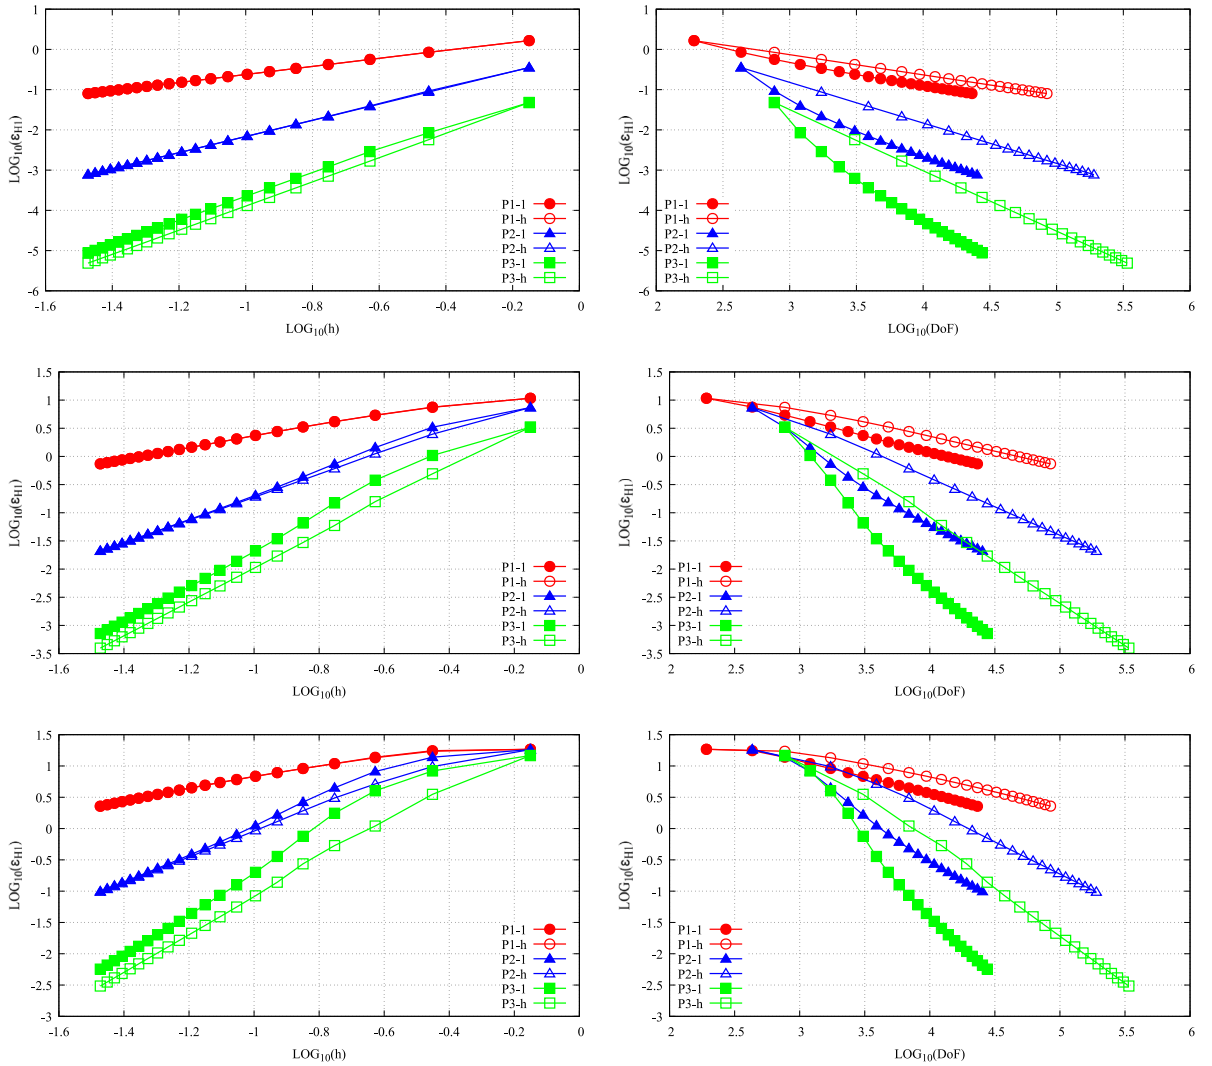 1
0
-1
-2
-3
-4
-5
-6
-1.6 -1.4 -1.2 -1 -0.8 -0.6 -0.4 -0.2 0
LOG10(εH1)
LOG10(h)
P1-1
P1-h
P2-1
P2-h
P3-1
P3-h
1
0
-1
-2
-3
-4
-5
-6
2 2.5 3 3.5 4 4.5 5 5.5 6
LOG10(εH1)
LOG10(DoF)
P1-1
P1-h
P2-1
P2-h
P3-1
P3-h
1.5
1
0.5
0
-0.5
-1
-1.5
-2
-2.5
-3
-3.5
-1.6 -1.4 -1.2 -1 -0.8 -0.6 -0.4 -0.2 0
LOG10(εH1)
LOG10(h)
P1-1
P1-h
P2-1
P2-h
P3-1
P3-h
1.5
1
0.5
0
-0.5
-1
-1.5
-2
-2.5
-3
-3.5
2 2.5 3 3.5 4 4.5 5 5.5 6
LOG10(εH1)
LOG10(DoF)
P1-1
P1-h
P2-1
P2-h
P3-1
P3-h
1.5
1
0.5
0
-0.5
-1
-1.5
-2
-2.5
-3
-1.6 -1.4 -1.2 -1 -0.8 -0.6 -0.4 -0.2 0
LOG10(εH1)
LOG10(h)
P1-1
P1-h
P2-1
P2-h
P3-1
P3-h
1.5
1
0.5
0
-0.5
-1
-1.5
-2
-2.5
-3
2 2.5 3 3.5 4 4.5 5 5.5 6
LOG10(εH1)
LOG10(DoF)
P1-1
P1-h
P2-1
P2-h
P3-1
P3-h